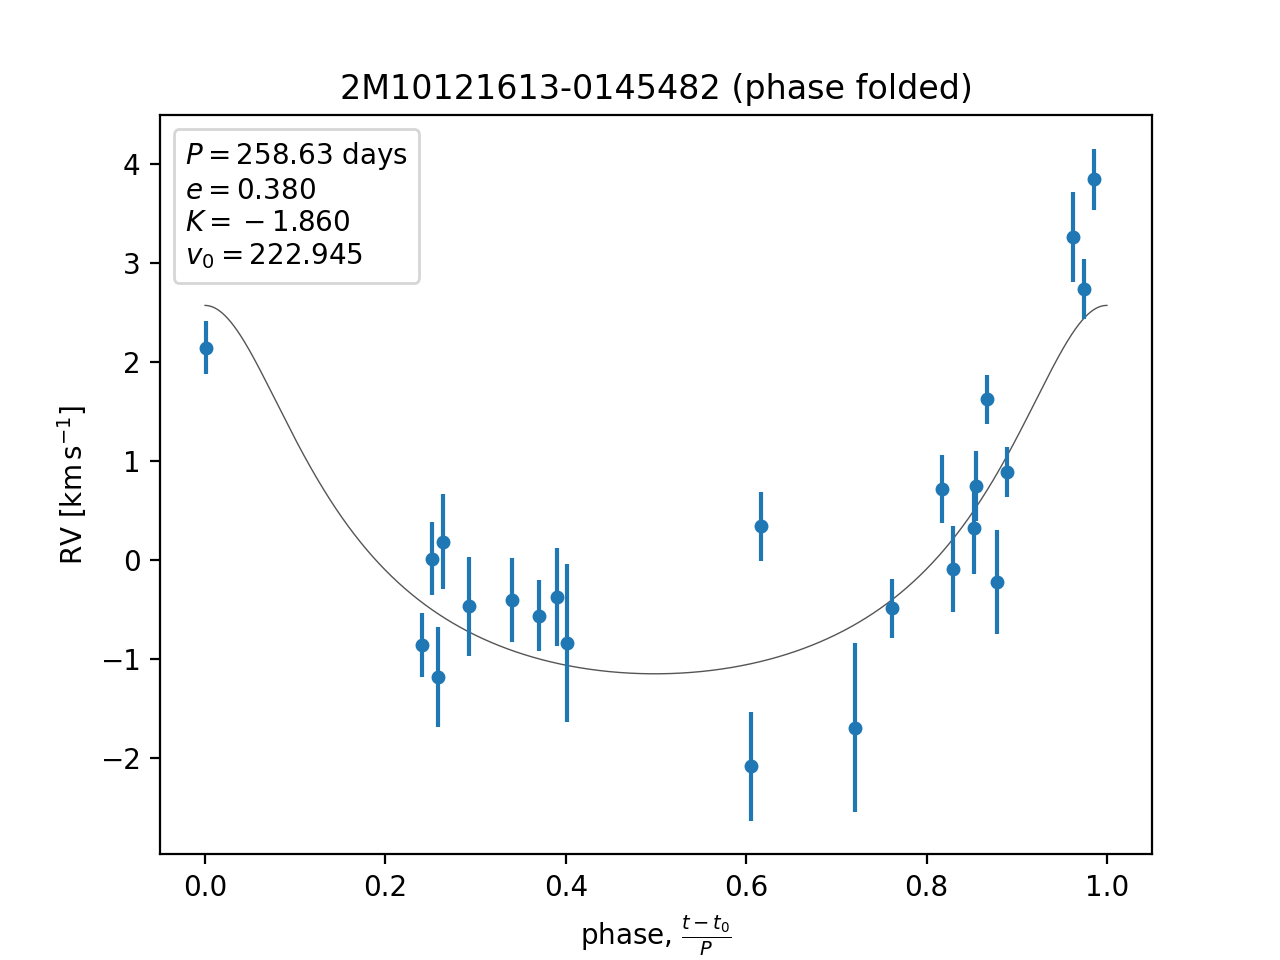 2M10121613-0145482 (phase folded)
P = 258.63 days
e = 0.380
K = −1.860
v₀ = 222.945
4
3
2
1
0
−1
−2
RV [km s⁻¹]
0.0 0.2 0.4 0.6 0.8 1.0
phase, (t − t₀)/P